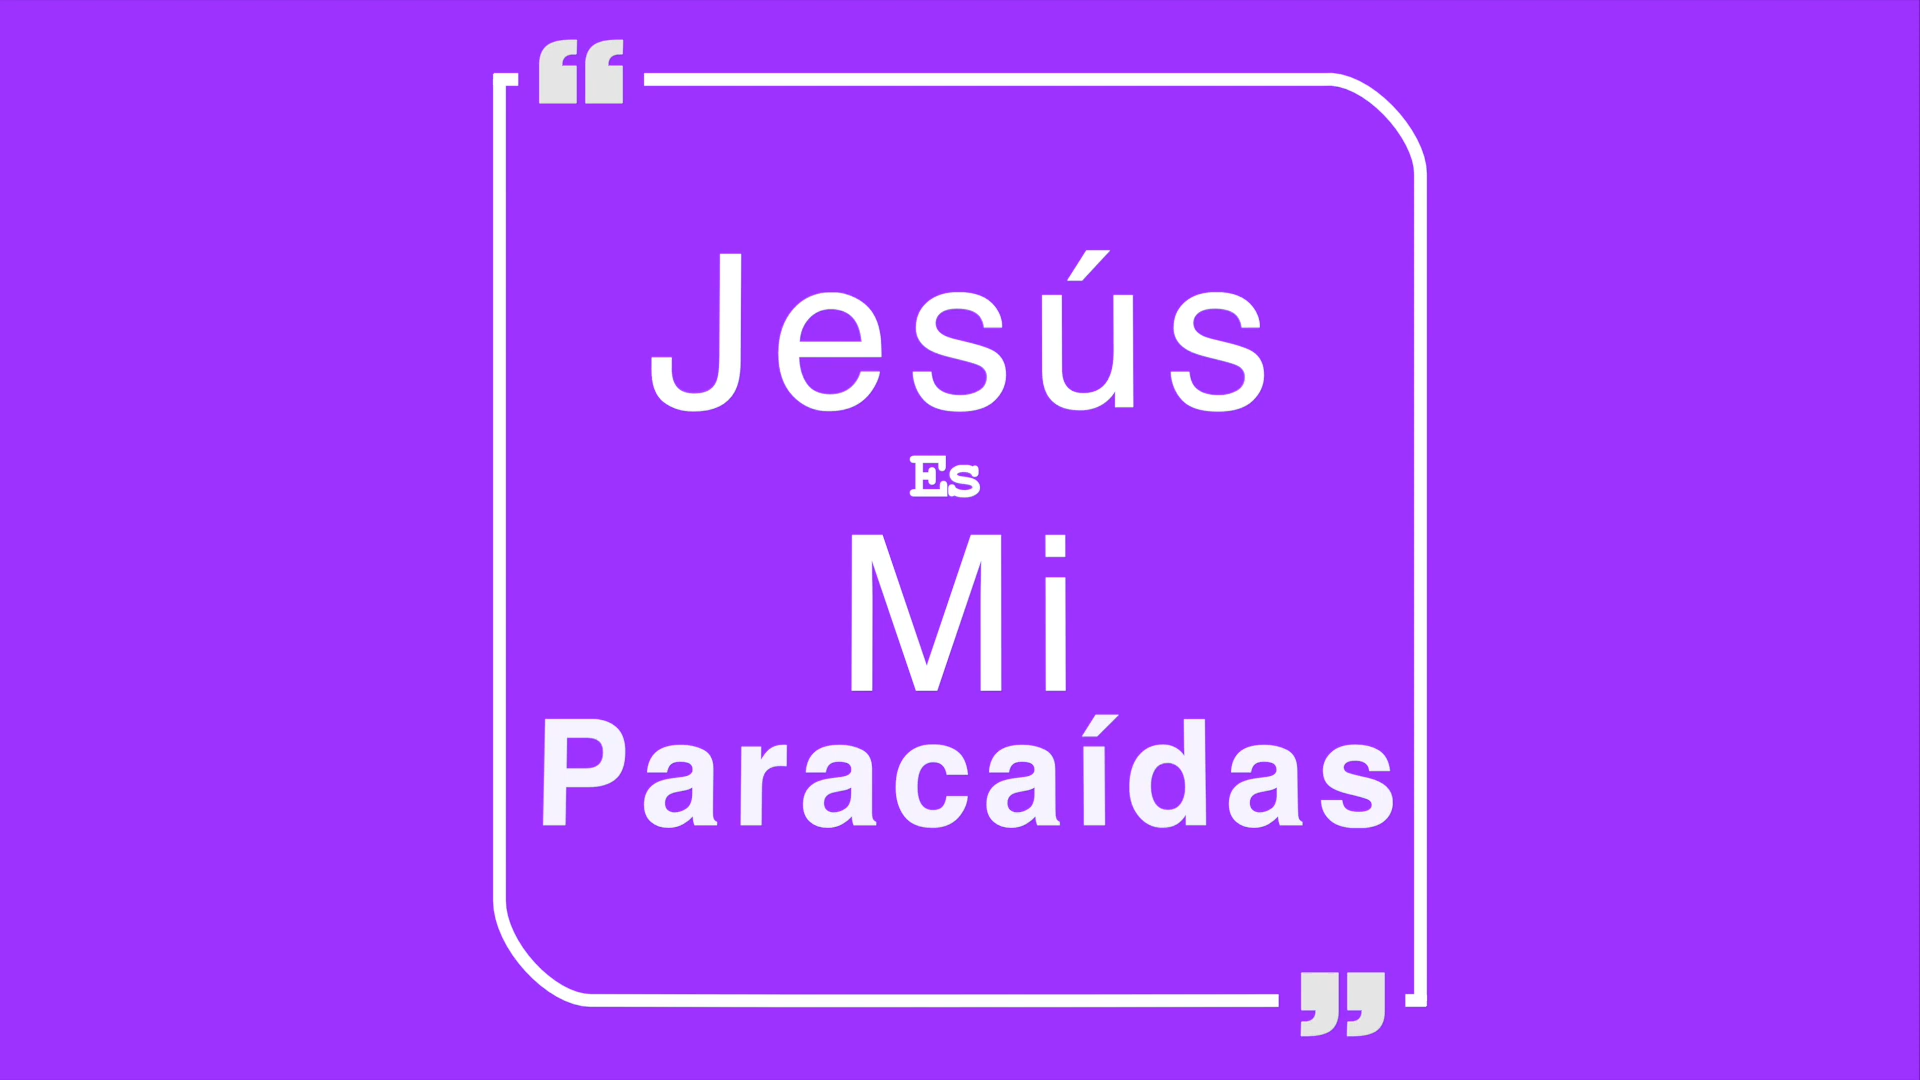 “
Jesús
Es
Mi
Paracaídas
”